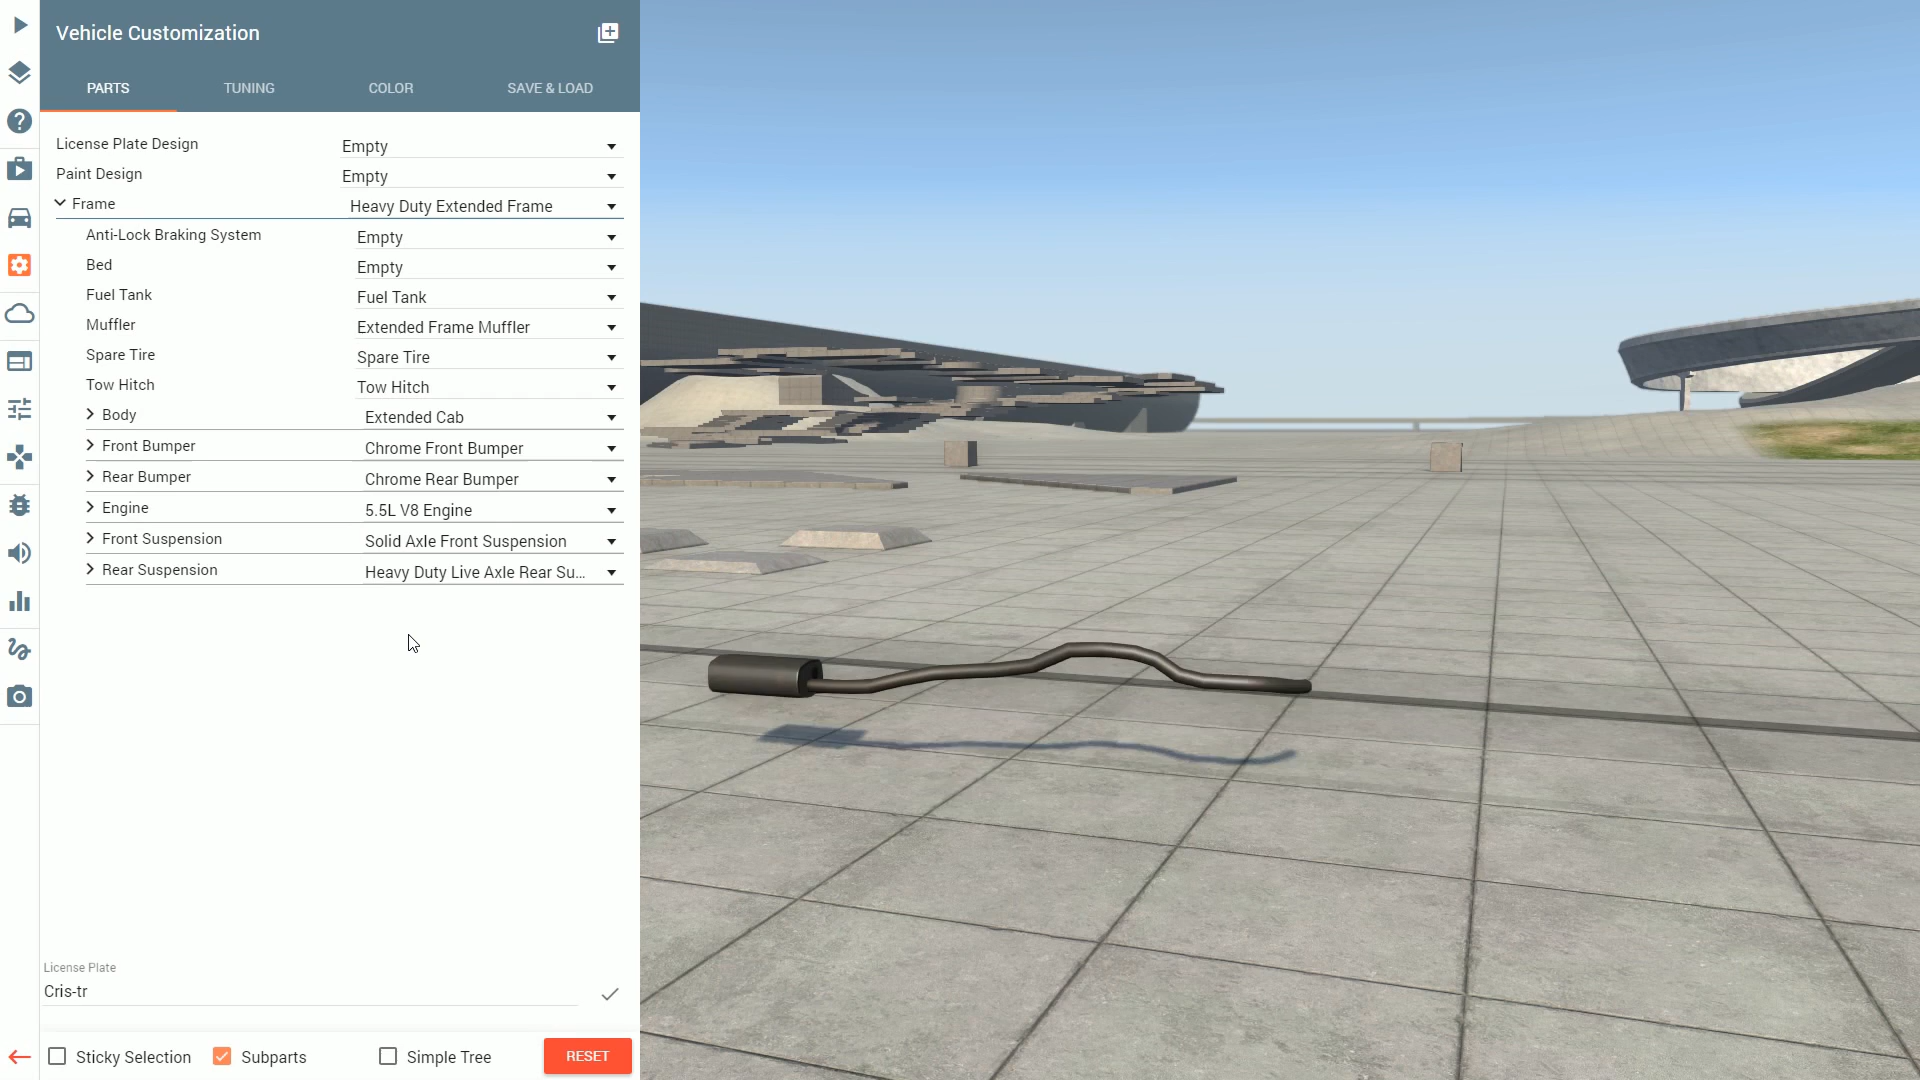 Vehicle Customization
PARTS TUNING COLOR SAVE & LOAD
License Plate Design Empty
Paint Design Empty
Frame Heavy Duty Extended Frame
Anti-Lock Braking System Empty
Bed Empty
Fuel Tank Fuel Tank
Muffler Extended Frame Muffler
Spare Tire Spare Tire
Tow Hitch Tow Hitch
Body Extended Cab
Front Bumper Chrome Front Bumper
Rear Bumper Chrome Rear Bumper
Engine 5.5L V8 Engine
Front Suspension Solid Axle Front Suspension
Rear Suspension Heavy Duty Live Axle Rear Su...
License Plate
Cris-tr
Sticky Selection Subparts Simple Tree RESET